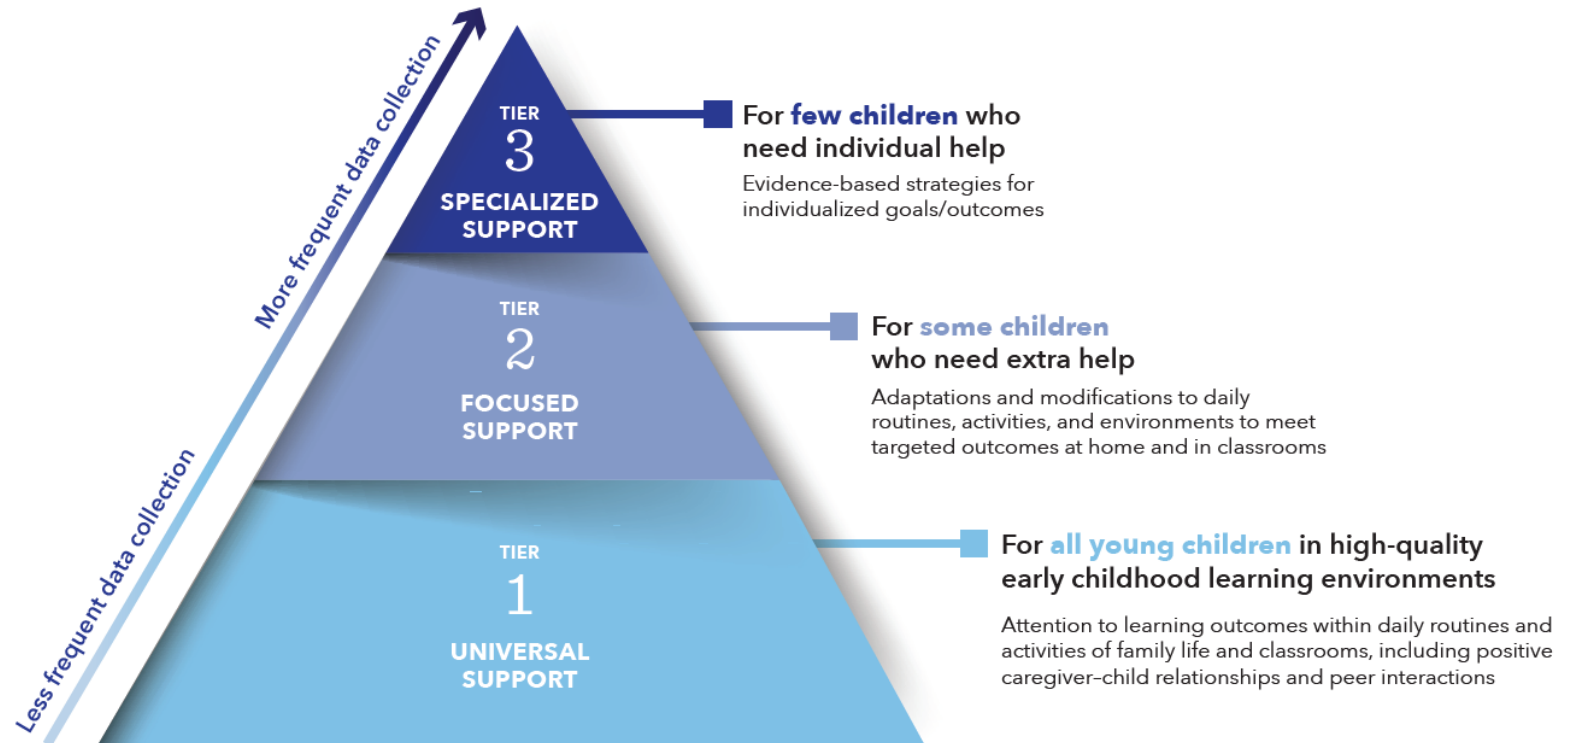 More frequent data collection
Less frequent data collection
TIER
3
SPECIALIZED
SUPPORT
For few children who
need individual help
Evidence-based strategies for
individualized goals/outcomes
TIER
2
FOCUSED
SUPPORT
For some children
who need extra help
Adaptations and modifications to daily
routines, activities, and environments to meet
targeted outcomes at home and in classrooms
TIER
1
UNIVERSAL
SUPPORT
For all young children in high-quality
early childhood learning environments
Attention to learning outcomes within daily routines and
activities of family life and classrooms, including positive
caregiver–child relationships and peer interactions